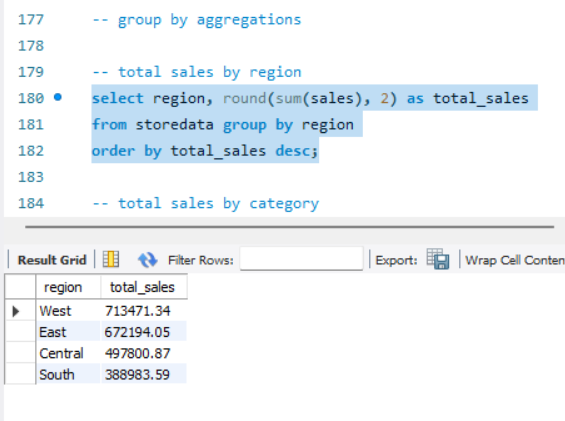 177 -- group by aggregations
178
179 -- total sales by region
180 select region, round(sum(sales), 2) as total_sales
181 from storedata group by region
182 order by total_sales desc;
183
184 -- total sales by category
Result Grid Filter Rows: Export: Wrap Cell Conten
region total_sales
West 713471.34
East 672194.05
Central 497800.87
South 388983.59